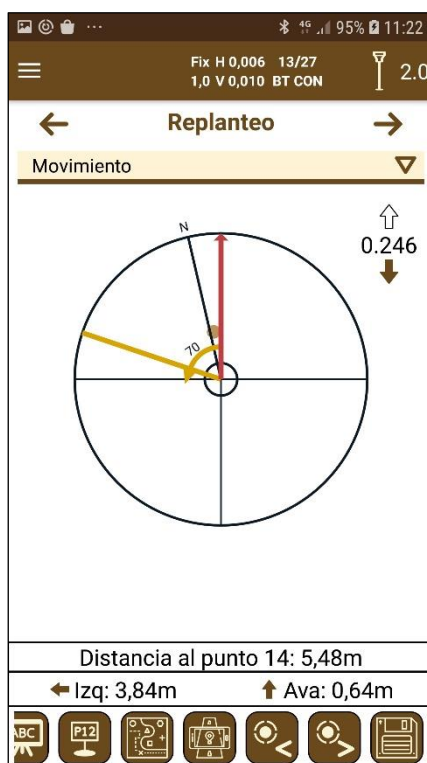 4G 95% 11:22
Fix H 0,006 13/27
1,0 V 0,010 BT CON
2.0
Replanteo
Movimiento
N
0.246
70
Distancia al punto 14: 5,48m
Izq: 3,84m Ava: 0,64m
ABC P12